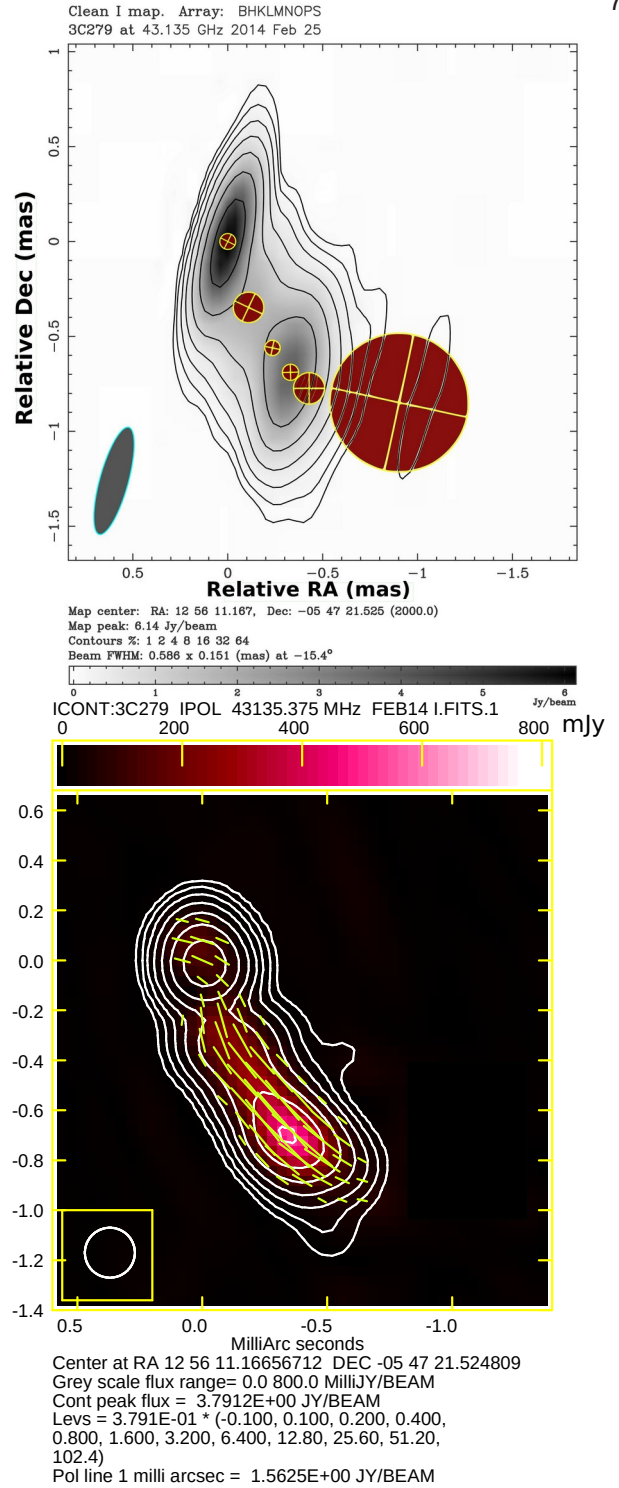 7
Clean I map. Array: BHKLMNOPS
3C279 at 43.135 GHz 2014 Feb 25
1
0.5
0
−0.5
−1
−1.5
Relative Dec (mas)
0.5 0 −0.5 −1 −1.5
Relative RA (mas)
Map center: RA: 12 56 11.167, Dec: −05 47 21.525 (2000.0)
Map peak: 6.14 Jy/beam
Contours %: 1 2 4 8 16 32 64
Beam FWHM: 0.586 x 0.151 (mas) at −15.4°
0 1 2 3 4 5 6
Jy/beam
ICONT:3C279 IPOL 43135.375 MHz FEB14 I.FITS.1
0 200 400 600 800 mJy
0.6
0.4
0.2
0.0
-0.2
-0.4
-0.6
-0.8
-1.0
-1.2
-1.4
0.5 0.0 -0.5 -1.0
MilliArc seconds
Center at RA 12 56 11.16656712 DEC -05 47 21.524809
Grey scale flux range= 0.0 800.0 MilliJY/BEAM
Cont peak flux = 3.7912E+00 JY/BEAM
Levs = 3.791E-01 * (-0.100, 0.100, 0.200, 0.400,
0.800, 1.600, 3.200, 6.400, 12.80, 25.60, 51.20,
102.4)
Pol line 1 milli arcsec = 1.5625E+00 JY/BEAM